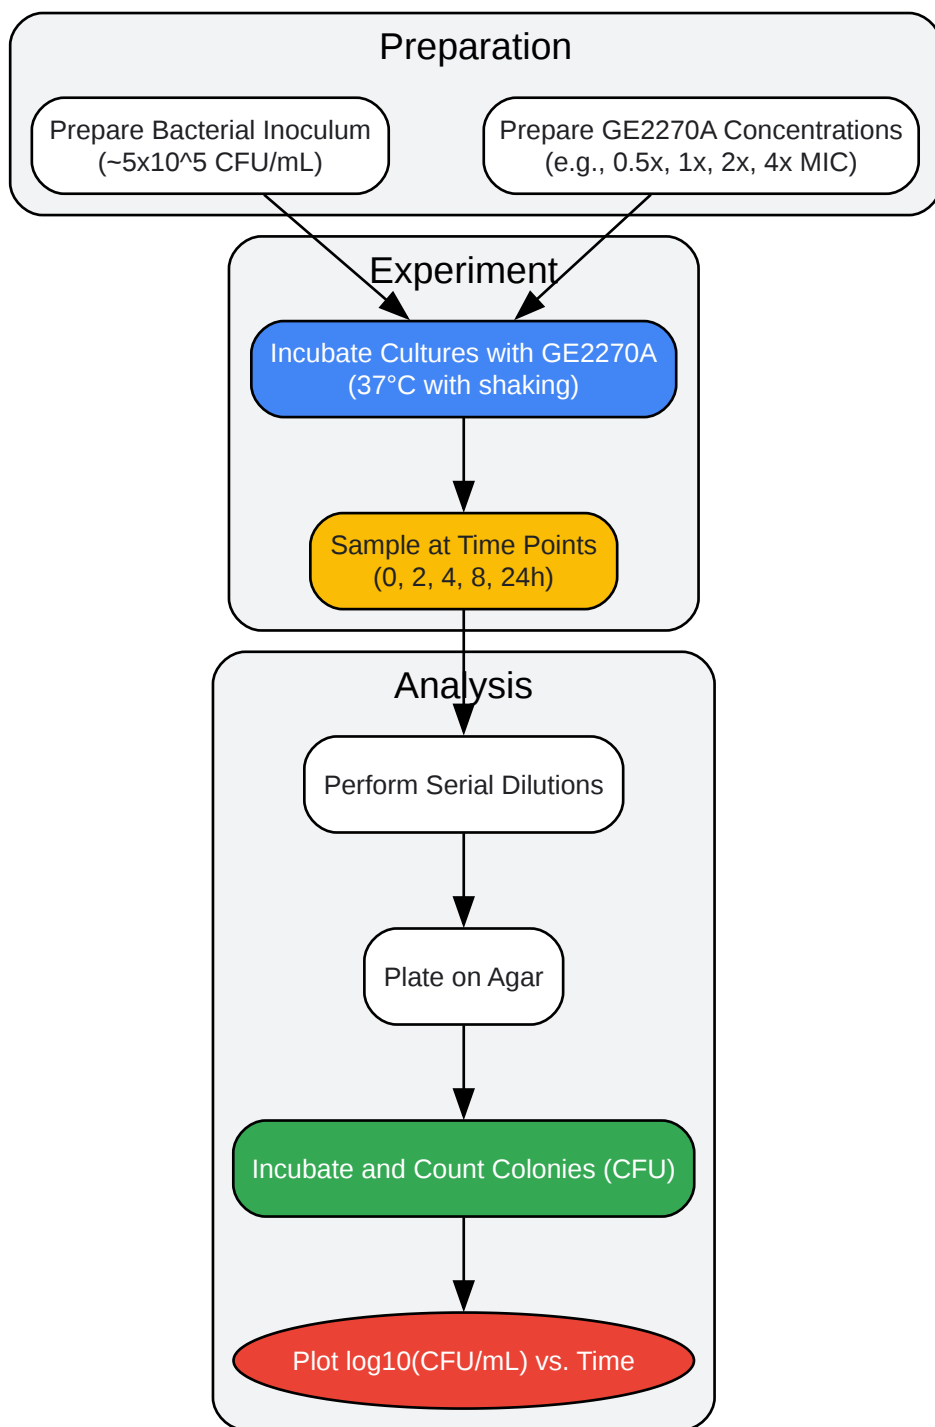 Preparation
Prepare Bacterial Inoculum
(~5x10^5 CFU/mL)
Prepare GE2270A Concentrations
(e.g., 0.5x, 1x, 2x, 4x MIC)
Experiment
Incubate Cultures with GE2270A
(37°C with shaking)
Sample at Time Points
(0, 2, 4, 8, 24h)
Analysis
Perform Serial Dilutions
Plate on Agar
Incubate and Count Colonies (CFU)
Plot log10(CFU/mL) vs. Time